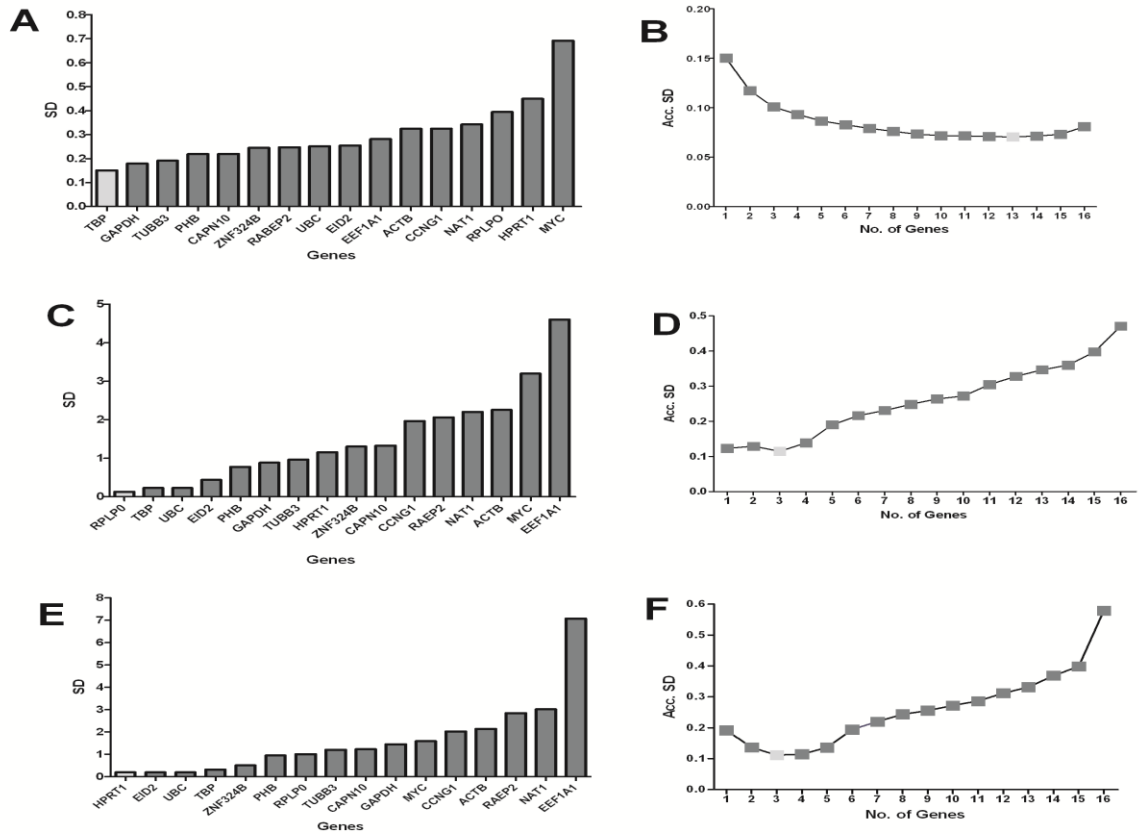 A
SD
0.8
0.7
0.6
0.5
0.4
0.3
0.2
0.1
0.0
TBP GAPDH TUBB3 PHB CAPN10 ZNF324B RABEP2 UBC EID2 EEF1A1 ACTB CCNG1 NAT1 RPLPO HPRT1 MYC
Genes
B
Acc. SD
0.20
0.15
0.10
0.05
0.00
1 2 3 4 5 6 7 8 9 10 11 12 13 14 15 16
No. of Genes
C
SD
5
4
3
2
1
0
RPLP0 TBP UBC EID2 PHB GAPDH TUBB3 HPRT1 ZNF324B CAPN10 CCNG1 RAEP2 NAT1 ACTB MYC EEF1A1
Genes
D
Acc. SD
0.5
0.4
0.3
0.2
0.1
0.0
1 2 3 4 5 6 7 8 9 10 11 12 13 14 15 16
No. of Genes
E
SD
8
7
6
5
4
3
2
1
0
HPRT1 EID2 UBC TBP ZNF324B PHB RPLP0 TUBB3 CAPN10 GAPDH MYC CCNG1 ACTB RAEP2 NAT1 EEF1A1
Genes
F
Acc. SD
0.6
0.5
0.4
0.3
0.2
0.1
0.0
1 2 3 4 5 6 7 8 9 10 11 12 13 14 15 16
No. of Genes